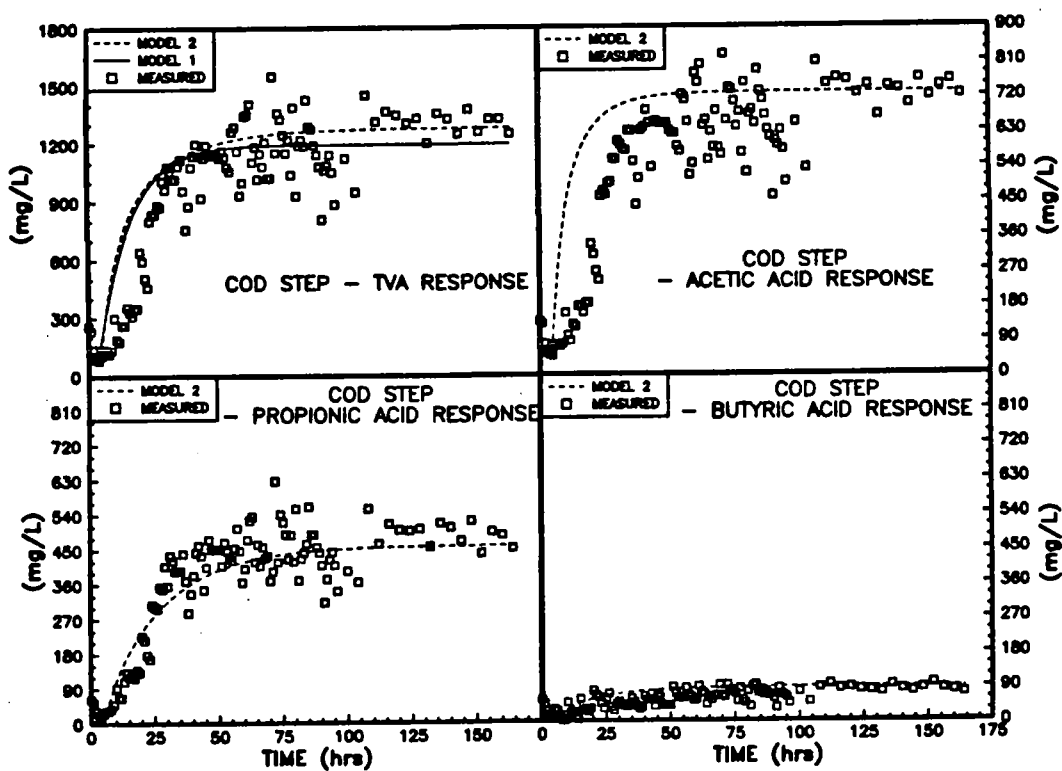 1800
1500
1200
900
600
300
0
(mg/L)
MODEL 2
MODEL 1
MEASURED
COD STEP – TVA RESPONSE
MODEL 2
MEASURED
COD STEP
– ACETIC ACID RESPONSE
900
810
720
630
540
450
360
270
180
90
0
(mg/L)
MODEL 2
MEASURED
COD STEP
– PROPIONIC ACID RESPONSE
810
720
630
540
450
360
270
180
90
0
(mg/L)
0 25 50 75 100 125 150
TIME (hrs)
MODEL 2
MEASURED
COD STEP
– BUTYRIC ACID RESPONSE
810
720
630
540
450
360
270
180
90
0
(mg/L)
0 25 50 75 100 125 150 175
TIME (hrs)